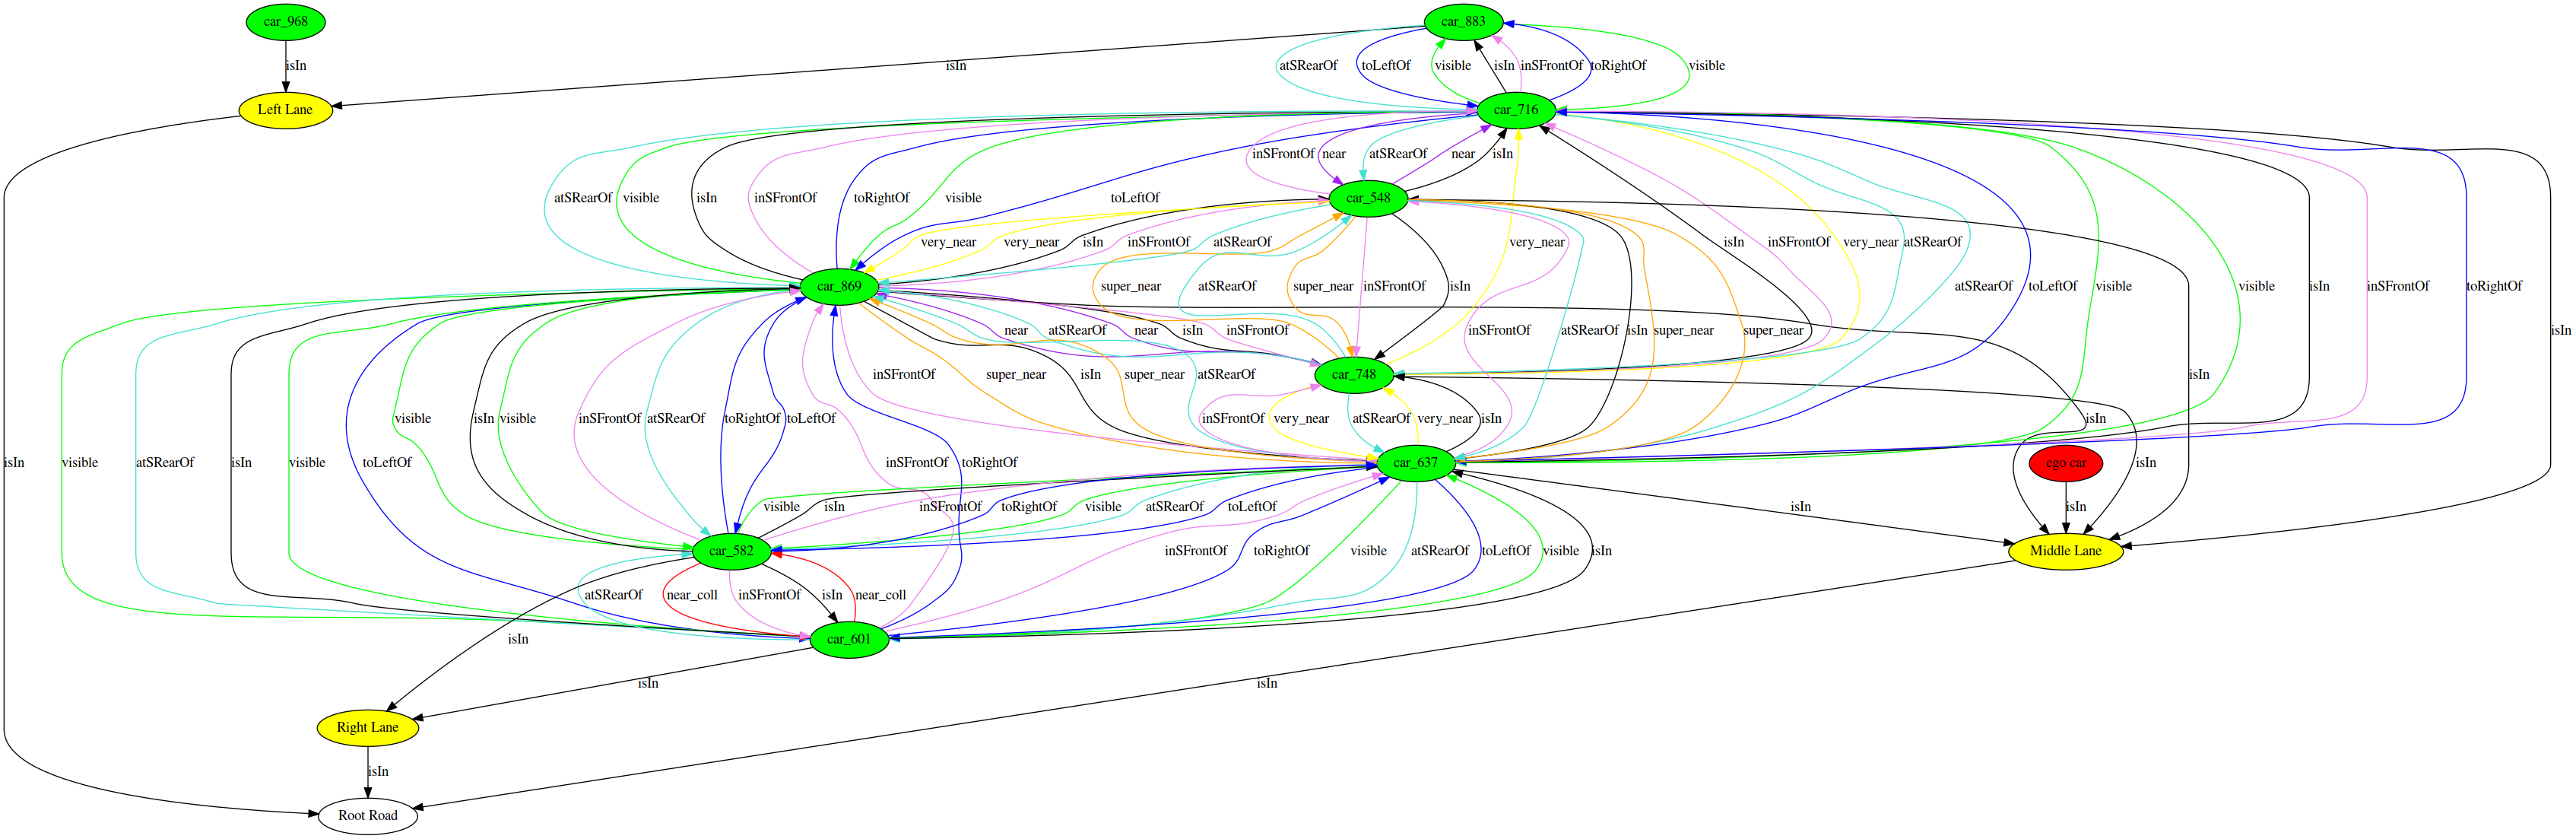 car_968 car_883
isIn isIn atSRearOf toLeftOf visible isIn inSFrontOf toRightOf visible
Left Lane car_716
inSFrontOf near atSRearOf near isIn
atSRearOf visible isIn inSFrontOf toRightOf visible toLeftOf car_548
very_near very_near isIn inSFrontOf atSRearOf very_near isIn inSFrontOf very_near atSRearOf
car_869 super_near atSRearOf super_near inSFrontOf isIn atSRearOf toLeftOf visible visible isIn inSFrontOf toRightOf
near atSRearOf near isIn inSFrontOf inSFrontOf atSRearOf isIn super_near super_near isIn
inSFrontOf super_near isIn super_near atSRearOf car_748 isIn
visible isIn visible inSFrontOf atSRearOf toRightOf toLeftOf inSFrontOf very_near atSRearOf very_near isIn isIn
isIn visible atSRearOf isIn visible toLeftOf inSFrontOf toRightOf car_637 ego car isIn
visible isIn inSFrontOf toRightOf visible atSRearOf toLeftOf isIn isIn
car_582 inSFrontOf toRightOf visible atSRearOf toLeftOf visible isIn Middle Lane
atSRearOf near_coll inSFrontOf isIn near_coll
isIn car_601
isIn isIn
Right Lane
isIn
Root Road